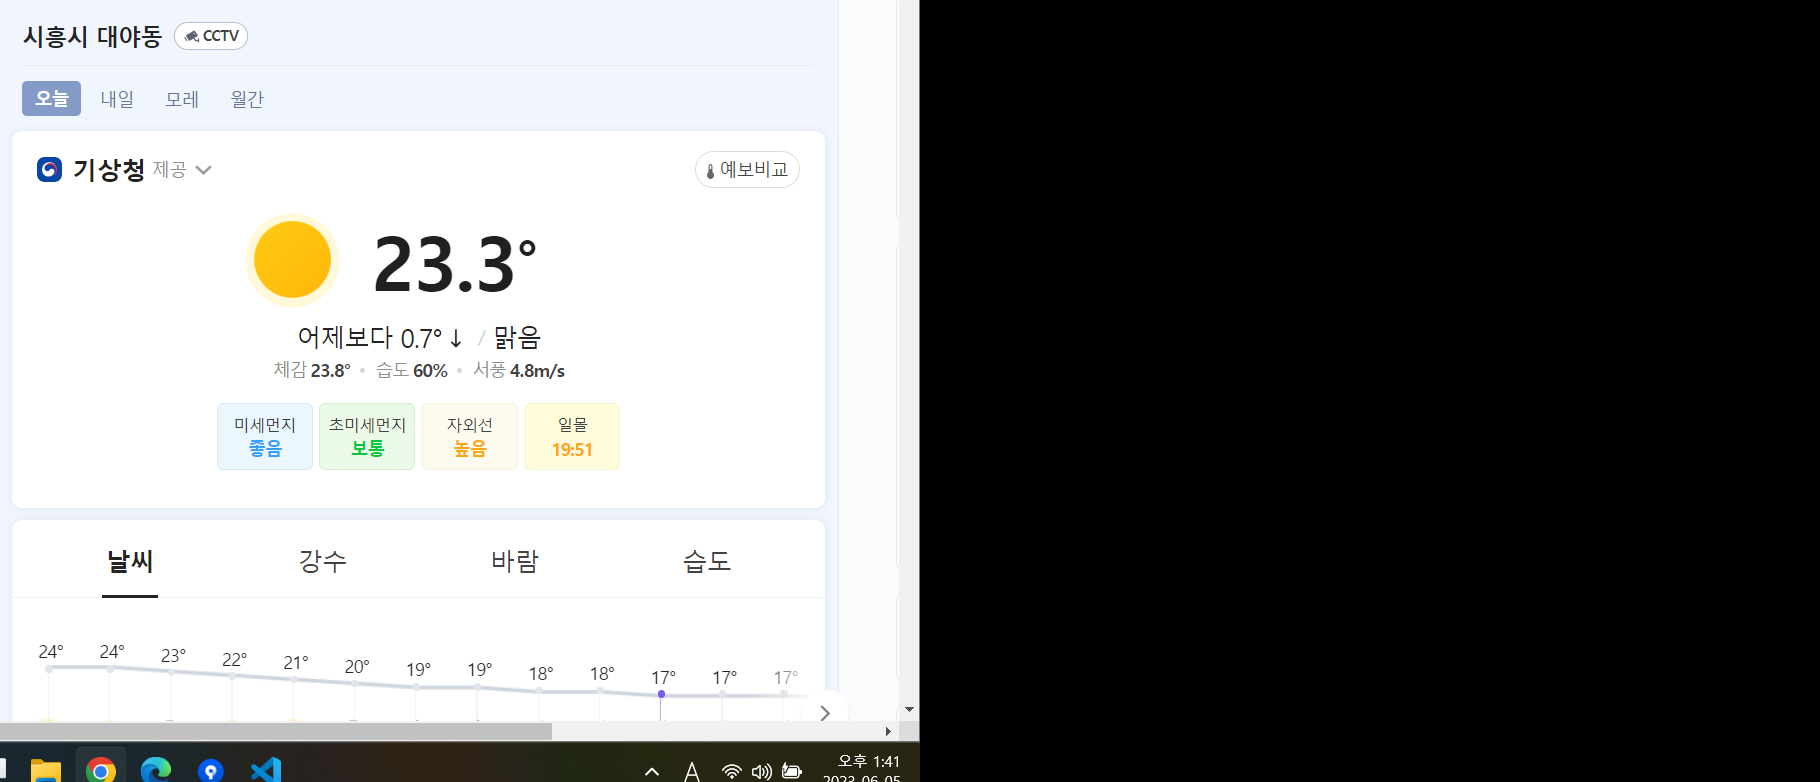 시흥시 대야동 CCTV
오늘 내일 모레 월간
기상청 제공 예보비교
23.3°
어제보다 0.7° ↓ / 맑음
체감 23.8° • 습도 60% • 서풍 4.8m/s
미세먼지 초미세먼지 자외선 일몰
좋음 보통 높음 19:51
날씨 강수 바람 습도
24° 24° 23° 22° 21° 20° 19° 19° 18° 18° 17° 17° 17°
A 오후 1:41
2023-06-05